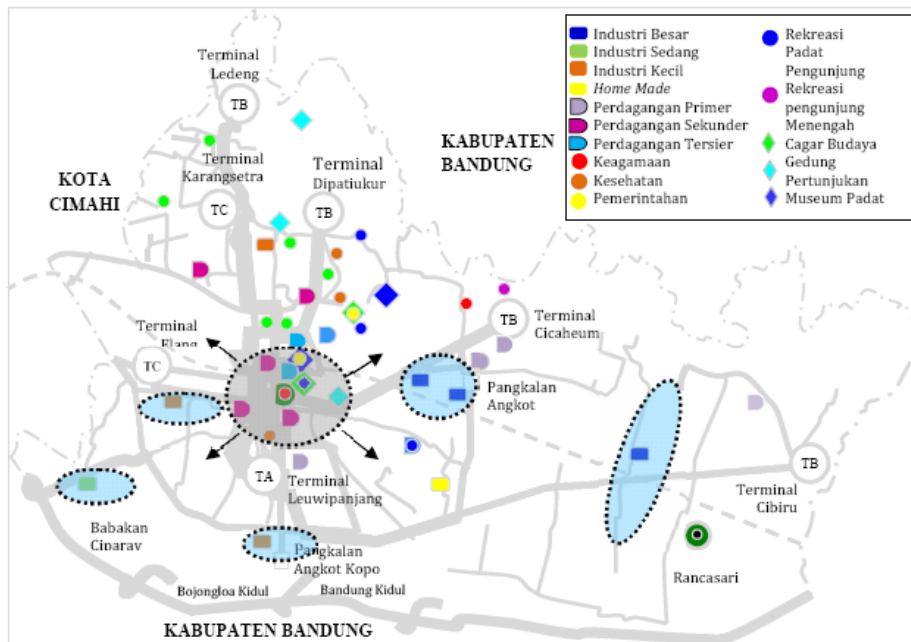 Industri Besar
Industri Sedang
Industri Kecil
Home Made
Perdagangan Primer
Perdagangan Sekunder
Perdagangan Tersier
Keagamaan
Kesehatan
Pemerintahan
Rekreasi
Padat
Pengunjung
Rekreasi
pengunjung
Menengah
Cagar Budaya
Gedung
Pertunjukan
Museum Padat
Terminal
Ledeng
TB
KABUPATEN
BANDUNG
KOTA
CIMAHI
Terminal
Karangsetra
TC
Terminal
Dipatiukur
TB
TB
Terminal
Cicaheum
Terminal
TC
Pangkalan
Angkot
TA
Terminal
Leuwipanjang
TB
Terminal
Cibiru
Babakan
Pangkalan
Angkot Kopo
Rancasari
Bojongloa Kidul
Bandung Kidul
KABUPATEN BANDUNG